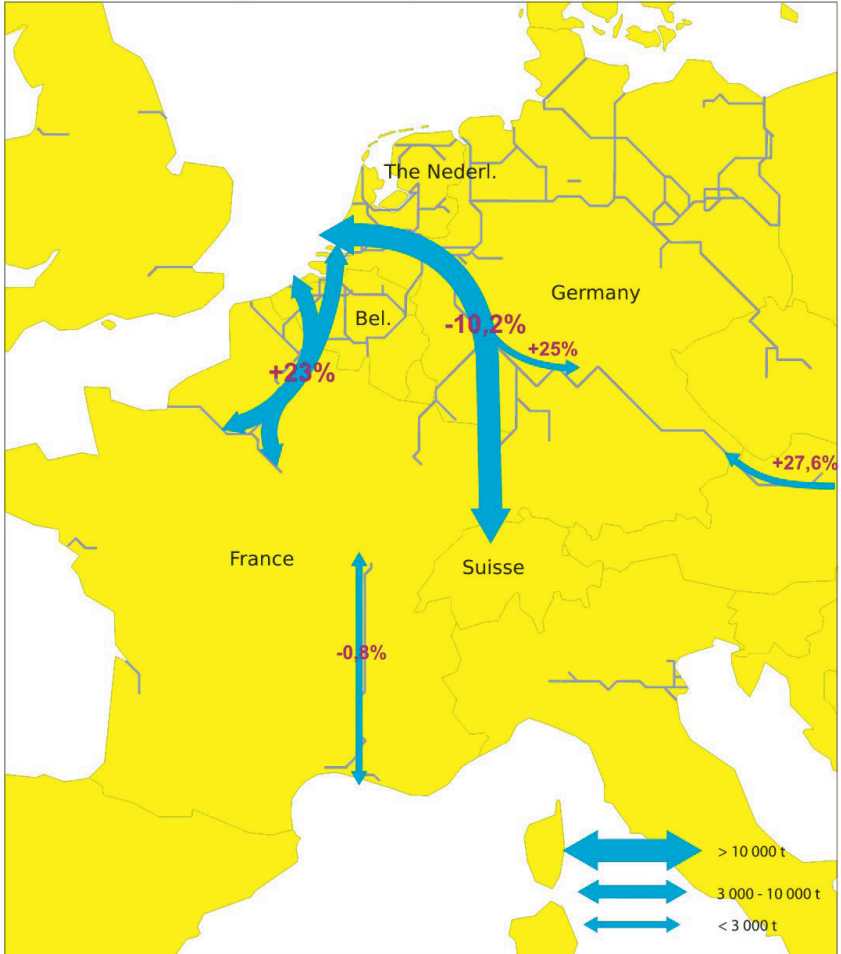 The Nederl.
Germany
Bel.
-10,2%
+25%
+23%
+27,6%
France
Suisse
-0,8%
> 10 000 t
3 000 - 10 000 t
< 3 000 t